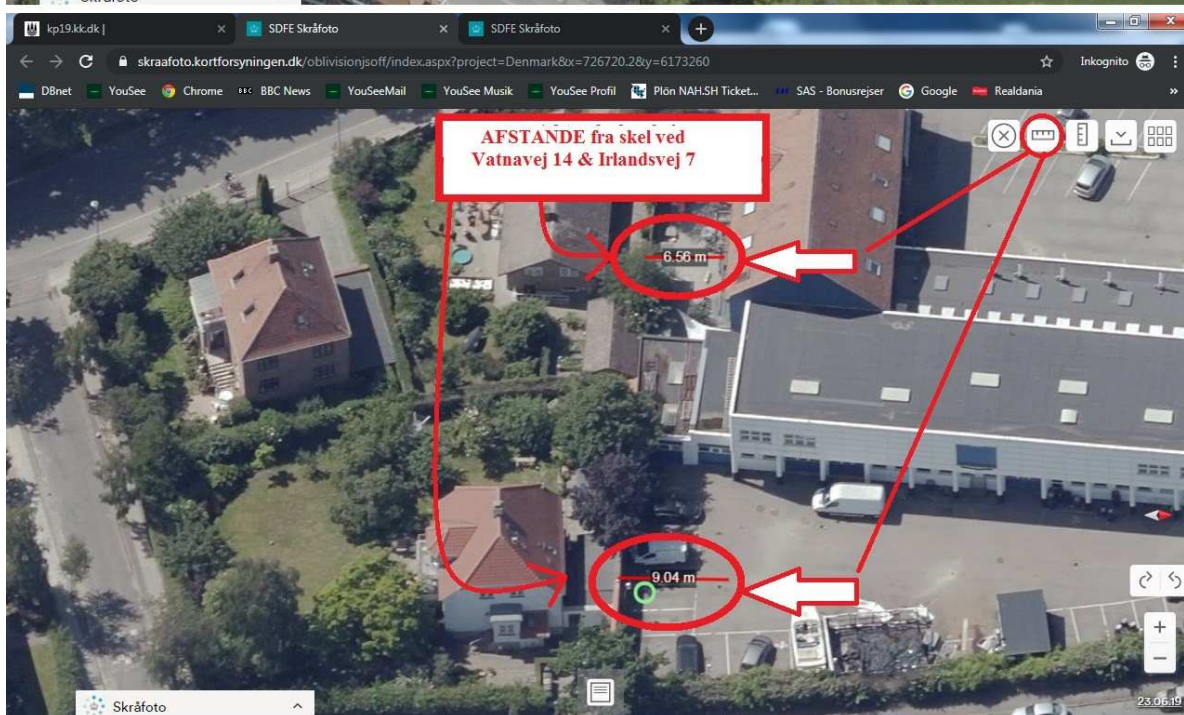 Skråfoto
kp19.kk.dk |
SDFE Skråfoto
SDFE Skråfoto
skraafoto.kortforsyningen.dk/oblivisionjsoff/index.aspx?project=Denmark&x=726720.2&y=6173260
Inkognito
DBnet
YouSee
Chrome
BBC News
YouSeeMail
YouSee Musik
YouSee Profil
Plön NAH.SH Ticket...
SAS - Bonusrejser
Google
Realdania
»
AFSTANDE fra skel ved
Vatnavej 14 & Irlandsvej 7
6.56 m
9.04 m
Skråfoto
23.06.19